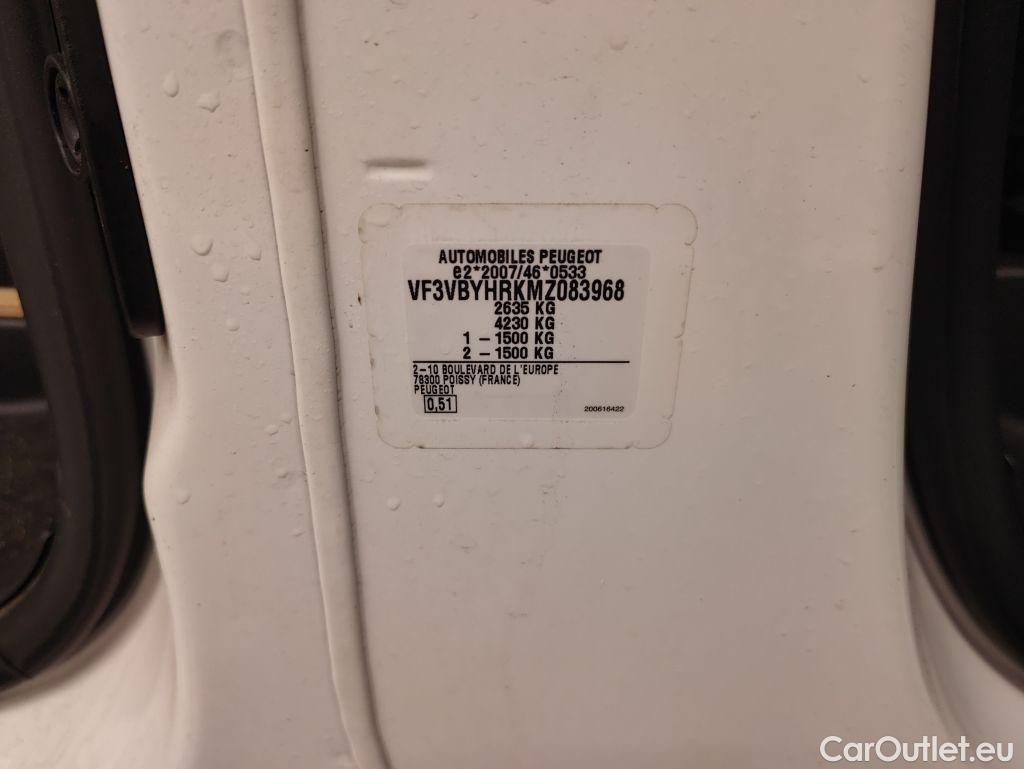 AUTOMOBILES PEUGEOT
e2*2007/46*0533
VF3VBYHRKMZ083968
2635 KG
4230 KG
1 – 1500 KG
2 – 1500 KG
2–10 BOULEVARD DE L'EUROPE
78300 POISSY (FRANCE)
PEUGEOT
0,51
200616422
CarOutlet.eu